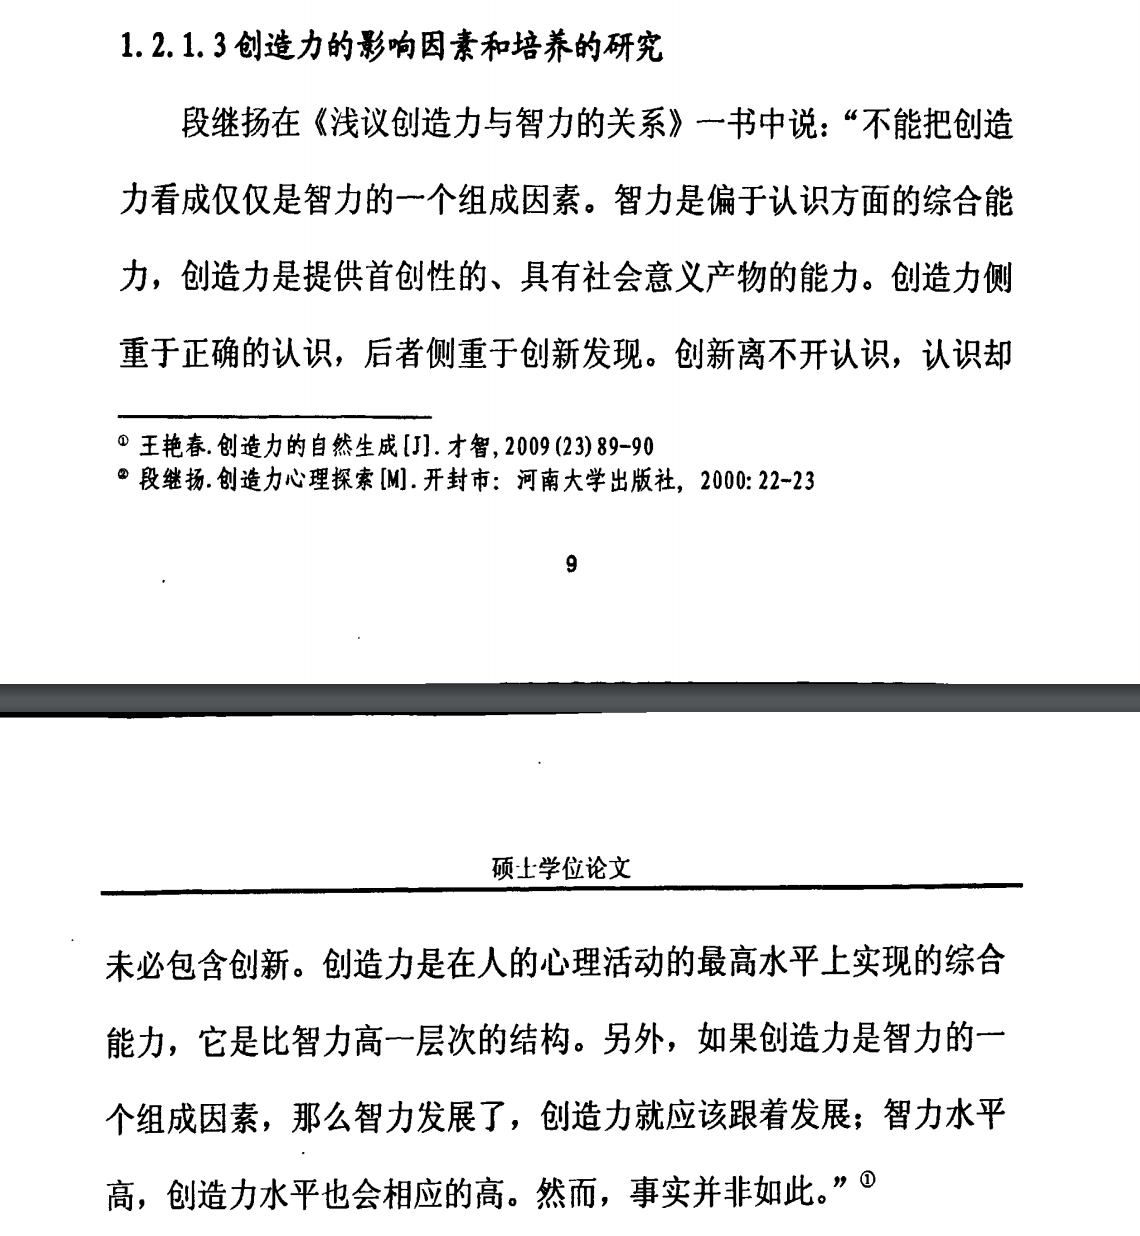 1.2.1.3创造力的影响因素和培养的研究
段继扬在《浅议创造力与智力的关系》一书中说：“不能把创造
力看成仅仅是智力的一个组成因素。智力是偏于认识方面的综合能
力，创造力是提供首创性的、具有社会意义产物的能力。创造力侧
重于正确的认识，后者侧重于创新发现。创新离不开认识，认识却
① 王艳春.创造力的自然生成[J].才智,2009(23)89-90
② 段继扬.创造力心理探索[M].开封市：河南大学出版社，2000:22-23
9
硕士学位论文
未必包含创新。创造力是在人的心理活动的最高水平上实现的综合
能力，它是比智力高一层次的结构。另外，如果创造力是智力的一
个组成因素，那么智力发展了，创造力就应该跟着发展；智力水平
高，创造力水平也会相应的高。然而，事实并非如此。”①